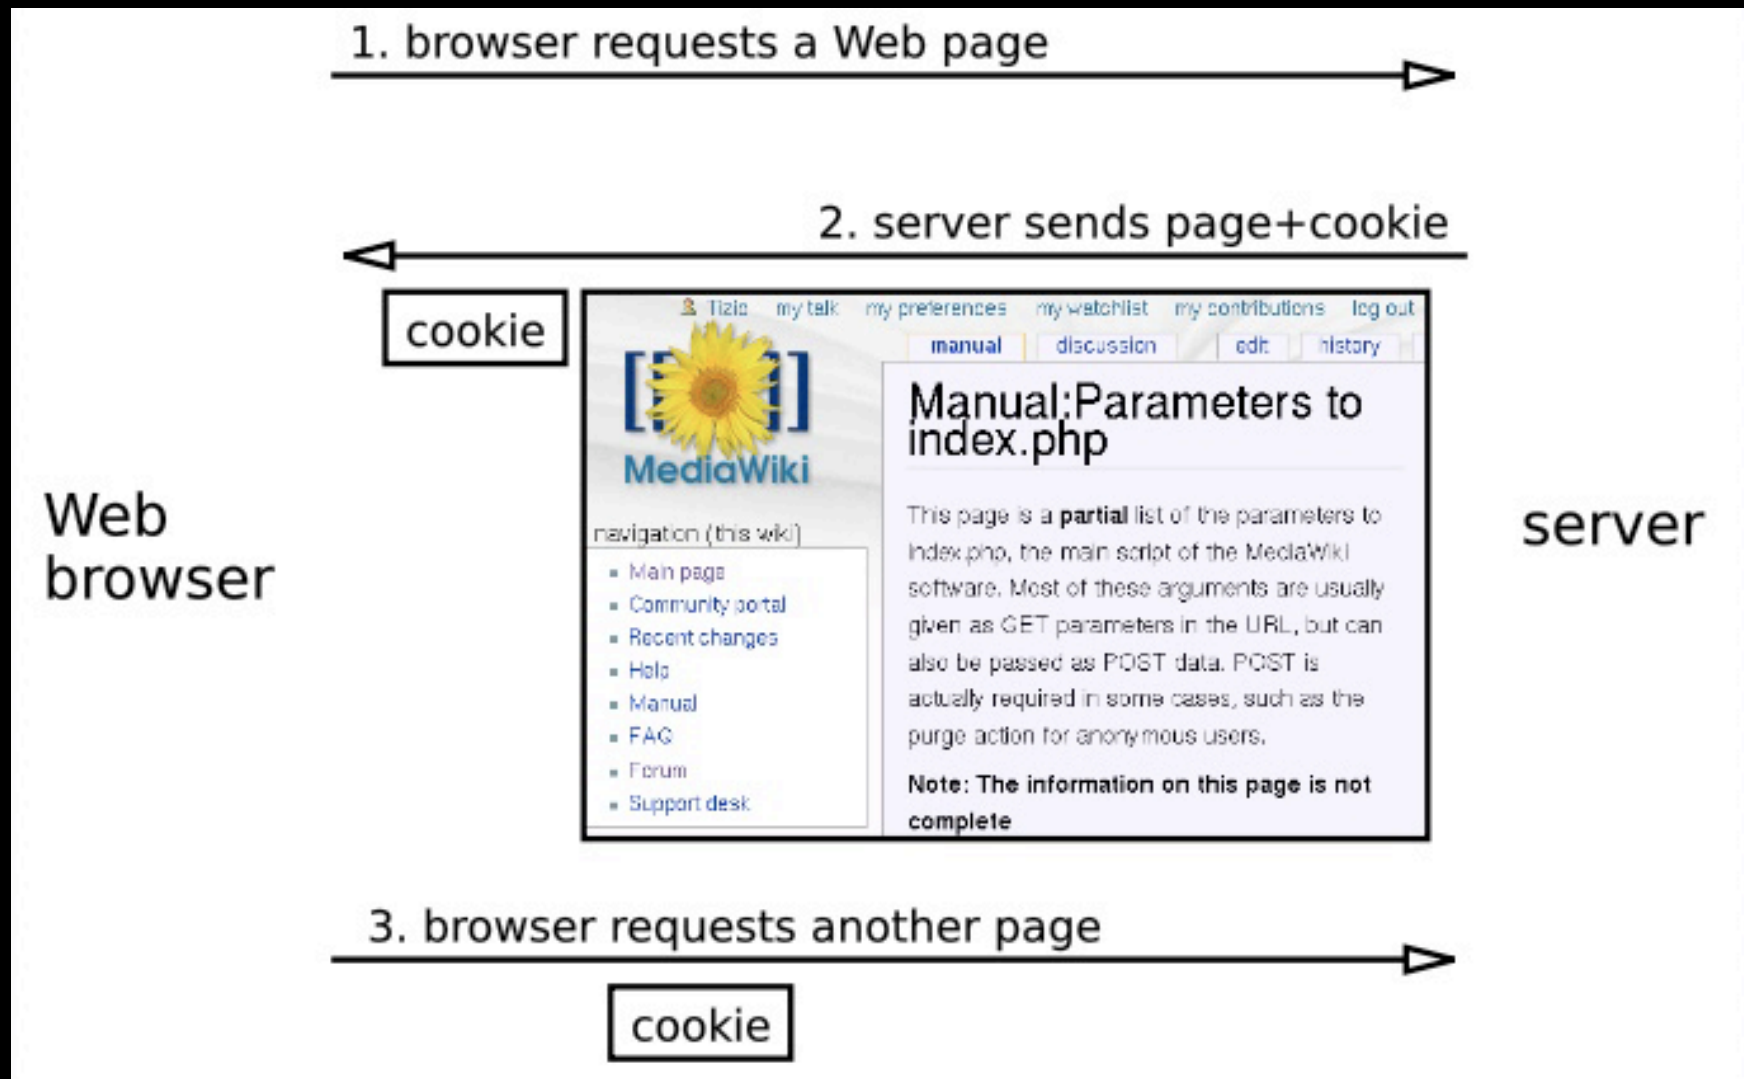 1. browser requests a Web page
2. server sends page+cookie
cookie
Tizio my talk my preferences my watchlist my contributions log out
manual discussion edit history
[[ ]]
MediaWiki
Manual:Parameters to
index.php
This page is a partial list of the parameters to
index.php, the main script of the MediaWiki
software. Most of these arguments are usually
given as GET parameters in the URL, but can
also be passed as POST data. POST is
actually required in some cases, such as the
purge action for anonymous users.
Note: The information on this page is not
complete
navigation (this wiki)
Main page
Community portal
Recent changes
Help
Manual
FAQ
Forum
Support desk
Web
browser
server
3. browser requests another page
cookie